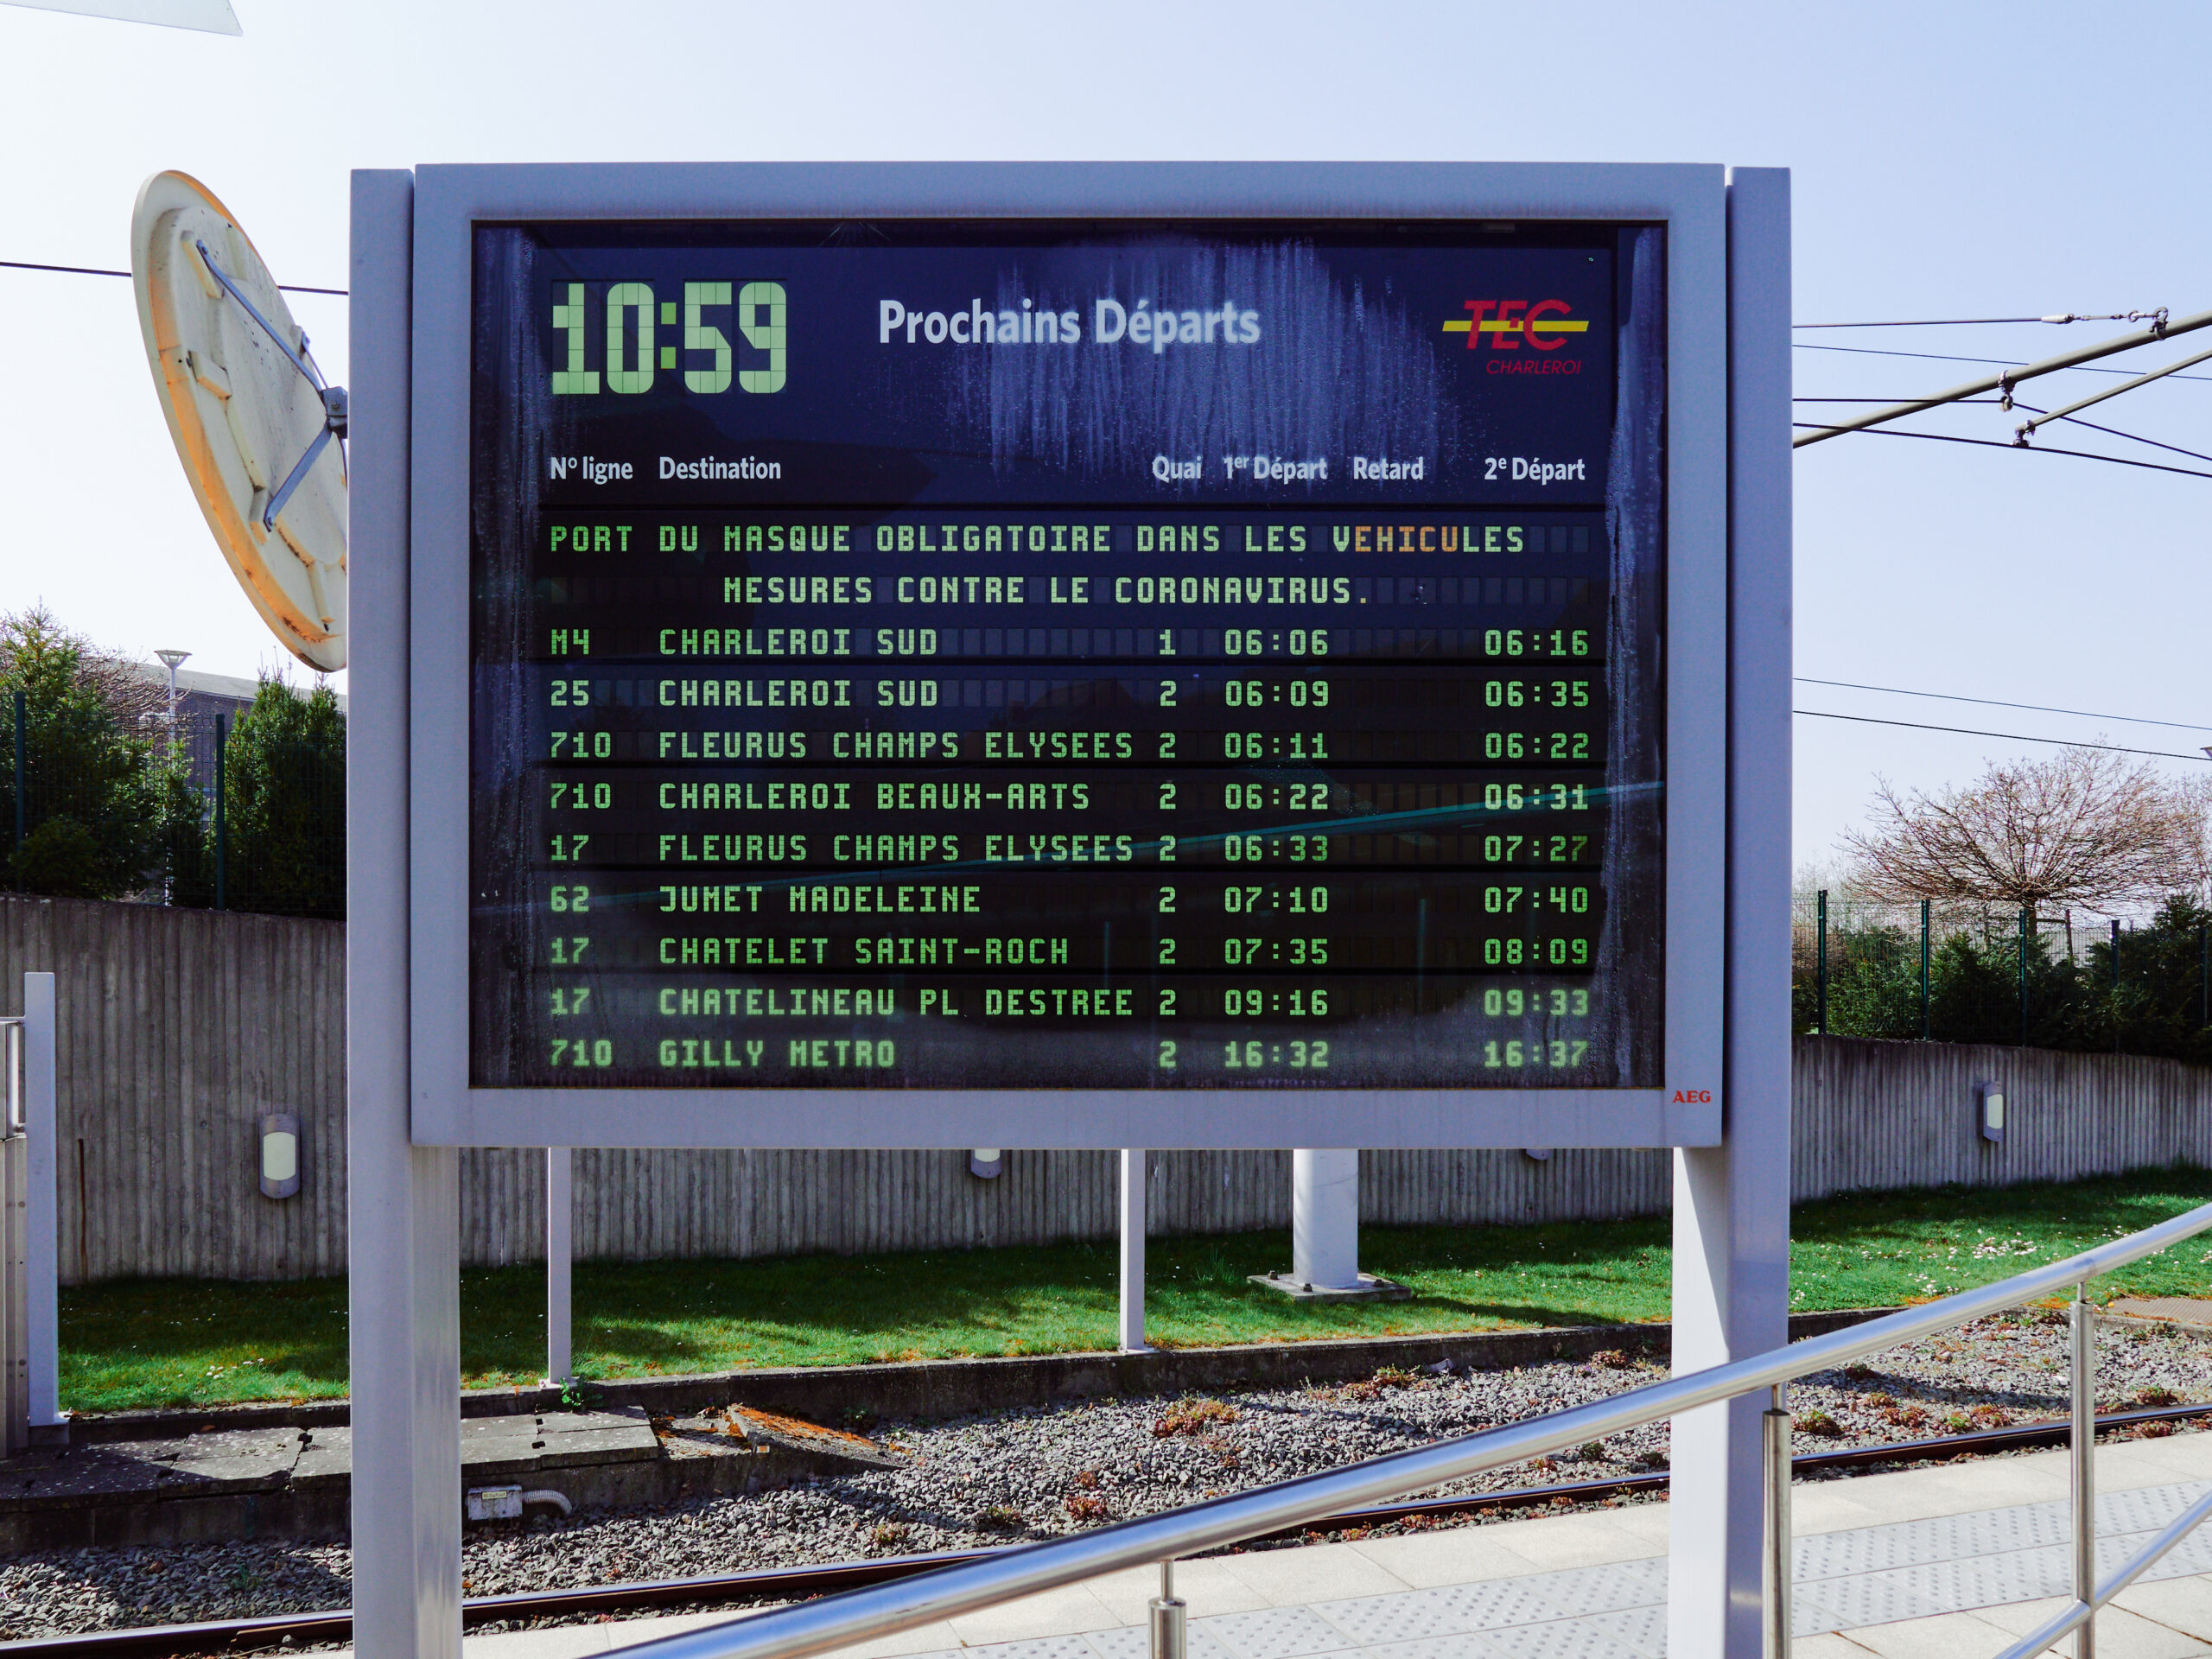 10:59 Prochains Départs TEC
CHARLEROI
N° ligne Destination Quai 1er Départ Retard 2e Départ
PORT DU MASQUE OBLIGATOIRE DANS LES VEHICULES
MESURES CONTRE LE CORONAVIRUS.
M4 CHARLEROI SUD 1 06:06 06:16
25 CHARLEROI SUD 2 06:09 06:35
710 FLEURUS CHAMPS ELYSEES 2 06:11 06:22
710 CHARLEROI BEAUX-ARTS 2 06:22 06:31
17 FLEURUS CHAMPS ELYSEES 2 06:33 07:27
62 JUMET MADELEINE 2 07:10 07:40
17 CHATELET SAINT-ROCH 2 07:35 08:09
17 CHATELINEAU PL DESTREE 2 09:16 09:33
710 GILLY METRO 2 16:32 16:37
AEG